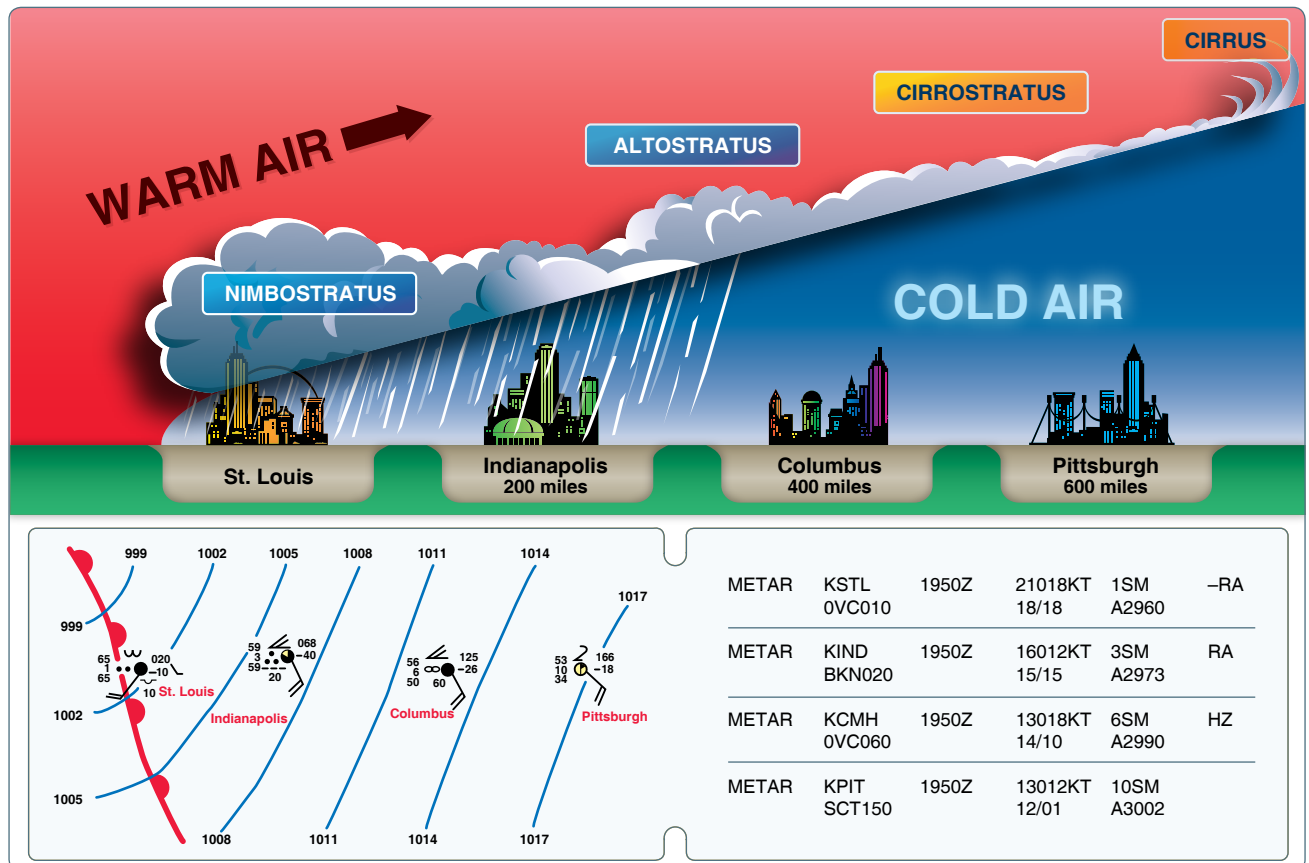 CIRRUS
CIRROSTRATUS
ALTOSTRATUS
WARM AIR
NIMBOSTRATUS
COLD AIR
St. Louis
Indianapolis
200 miles
Columbus
400 miles
Pittsburgh
600 miles
999
1002
1005
1008
1011
1014
1017
999
65
1
65
020
-10
10
St. Louis
59
3
59
20
068
-40
Indianapolis
56
6
50
60
125
-26
Columbus
53
10
34
166
-18
Pittsburgh
1002
1005
1008
1011
1014
1017
METAR KSTL 1950Z 21018KT 1SM –RA
0VC010 18/18 A2960
METAR KIND 1950Z 16012KT 3SM RA
BKN020 15/15 A2973
METAR KCMH 1950Z 13018KT 6SM HZ
0VC060 14/10 A2990
METAR KPIT 1950Z 13012KT 10SM
SCT150 12/01 A3002